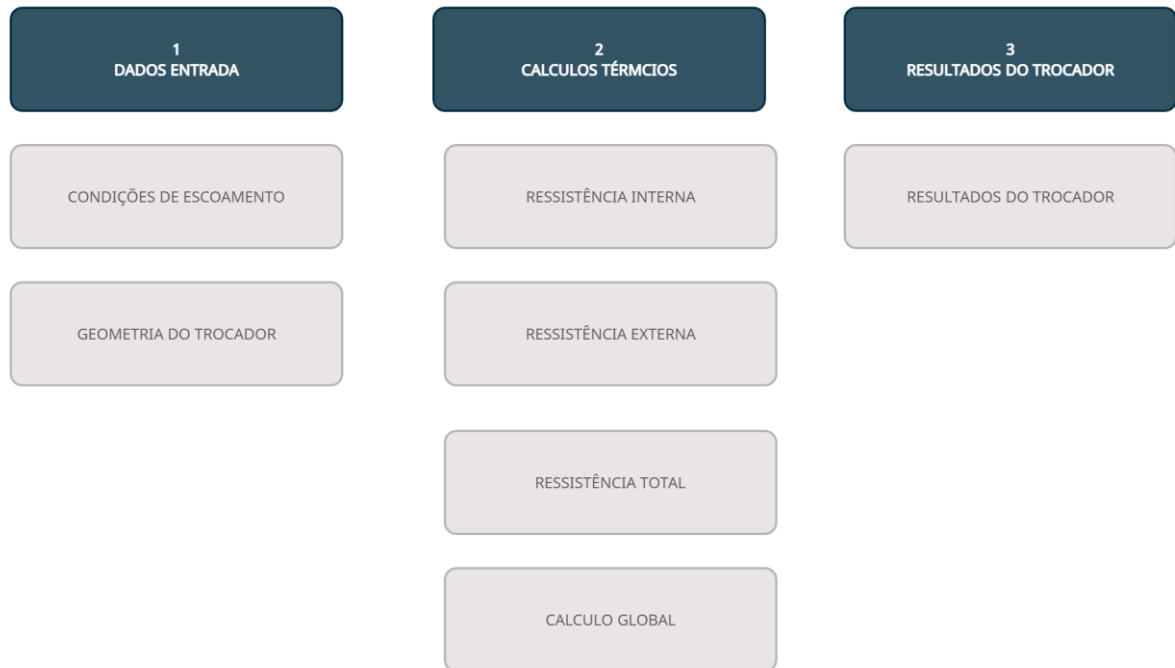 1
DADOS ENTRADA
2
CALCULOS TÉRMCIOS
3
RESULTADOS DO TROCADOR
CONDIÇÕES DE ESCOAMENTO
RESSISTÊNCIA INTERNA
RESULTADOS DO TROCADOR
GEOMETRIA DO TROCADOR
RESSISTÊNCIA EXTERNA
RESSISTÊNCIA TOTAL
CALCULO GLOBAL